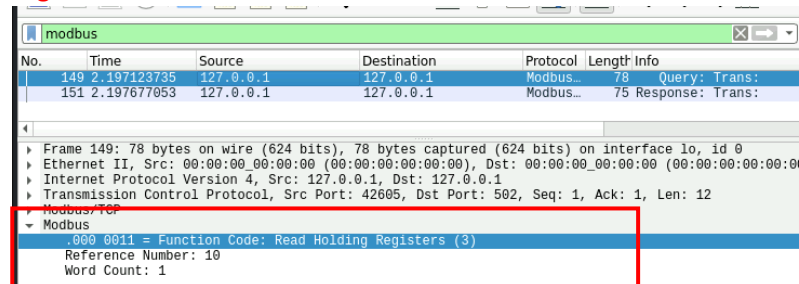 modbus
No. Time Source Destination Protocol Length Info
149 2.197123735 127.0.0.1 127.0.0.1 Modbus… 78 Query: Trans:
151 2.197677053 127.0.0.1 127.0.0.1 Modbus… 75 Response: Trans:
Frame 149: 78 bytes on wire (624 bits), 78 bytes captured (624 bits) on interface lo, id 0
Ethernet II, Src: 00:00:00_00:00:00 (00:00:00:00:00:00), Dst: 00:00:00_00:00:00 (00:00:00:00:00:00
Internet Protocol Version 4, Src: 127.0.0.1, Dst: 127.0.0.1
Transmission Control Protocol, Src Port: 42605, Dst Port: 502, Seq: 1, Ack: 1, Len: 12
Modbus/TCP
Modbus
.000 0011 = Function Code: Read Holding Registers (3)
Reference Number: 10
Word Count: 1